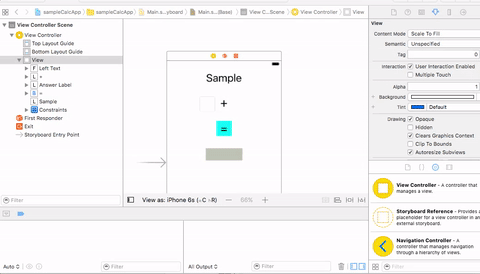 sampleCalcApp
sampleCalcApp
Main.s...yboard
Main.s...(Base)
View C...Scene
View Controller
View
View Controller Scene
View Controller
Top Layout Guide
Bottom Layout Guide
View
F Left Text
L +
L Answer Label
B =
L Sample
Constraints
First Responder
Exit
Storyboard Entry Point
Filter
Sample
+
=
View as: iPhone 6s
66%
View
Content Mode Scale To Fill
Semantic Unspecified
Tag 0
Interaction User Interaction Enabled
Multiple Touch
Alpha 1
Background
Tint Default
Drawing Opaque
Hidden
Clears Graphics Context
Clip To Bounds
Autoresize Subviews
View Controller - A controller that
manages a view.
Storyboard Reference - Provides a
placeholder for a view controller in an
external storyboard.
Navigation Controller - A
controller that manages navigation
through a hierarchy of views.
Auto
Filter
All Output
Filter
Filter